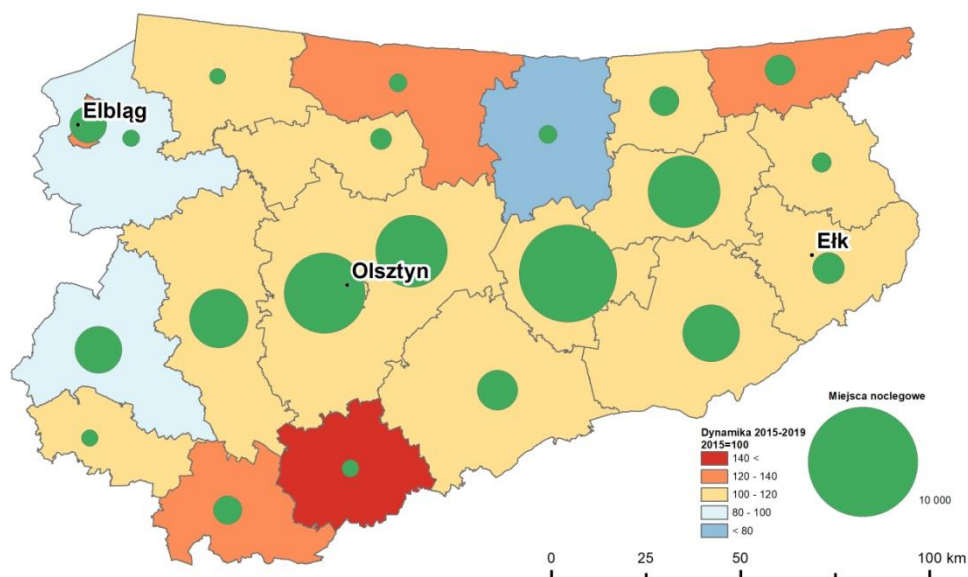 Elbląg
Olsztyn
Ełk
Miejsca noclegowe
10 000
Dynamika 2015-2019
2015=100
140 <
120 - 140
100 - 120
80 - 100
< 80
0 25 50 100 km